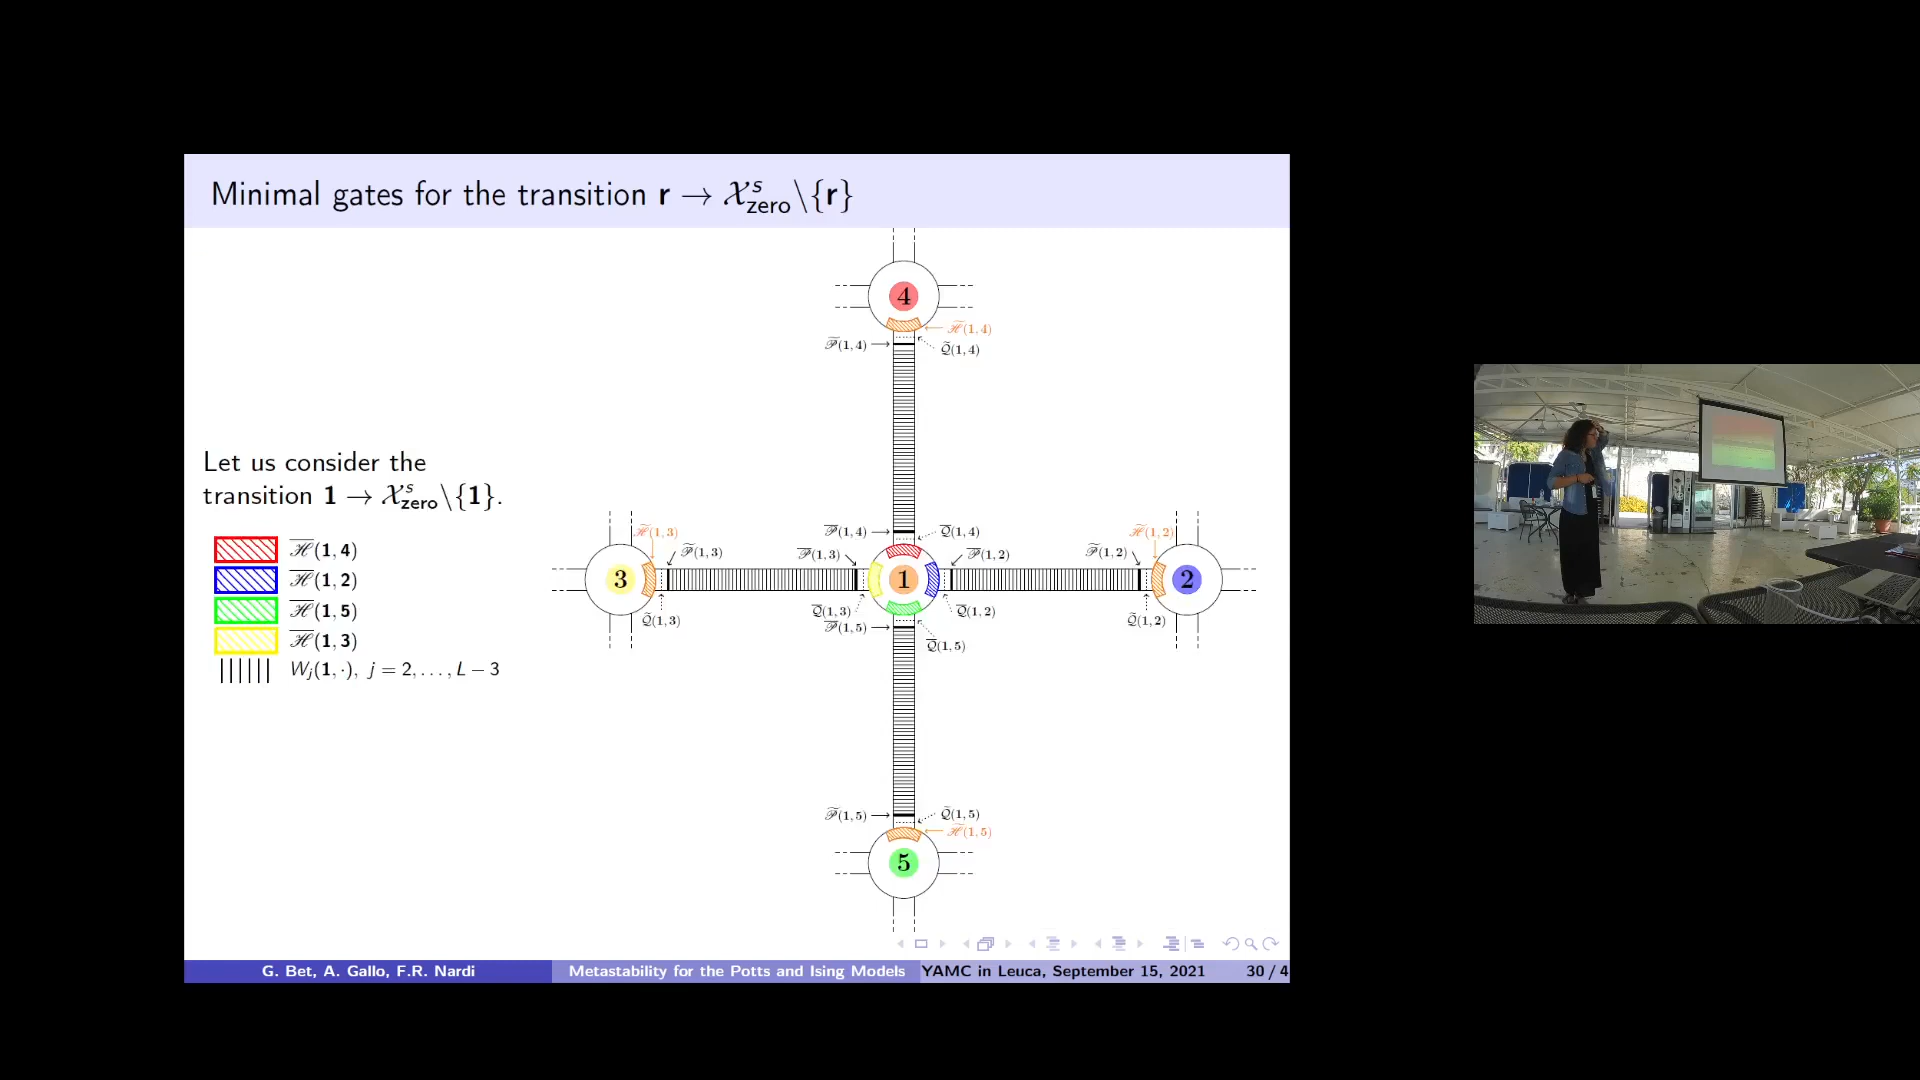 Minimal gates for the transition r → 𝒳ˢ_zero\{r}
Let us consider the
transition 1 → 𝒳ˢ_zero\{1}.
ℋ̅(1, 4)
ℋ̅(1, 2)
ℋ̅(1, 5)
ℋ̅(1, 3)
W_j(1, ·), j = 2, . . . , L − 3
4
ℋ̃(1, 4)
𝒫̃(1, 4)
𝒬̃(1, 4)
𝒫̅(1, 4)
𝒬̅(1, 4)
ℋ̃(1, 3)
𝒫̃(1, 3)
𝒫̅(1, 3)
𝒫̅(1, 2)
𝒫̃(1, 2)
ℋ̃(1, 2)
3
1
2
𝒬̃(1, 3)
𝒬̅(1, 3)
𝒬̅(1, 2)
𝒬̃(1, 2)
𝒫̅(1, 5)
𝒬̅(1, 5)
𝒫̃(1, 5)
𝒬̃(1, 5)
ℋ̃(1, 5)
5
G. Bet, A. Gallo, F.R. Nardi
Metastability for the Potts and Ising Models
YAMC in Leuca, September 15, 2021
30 / 4